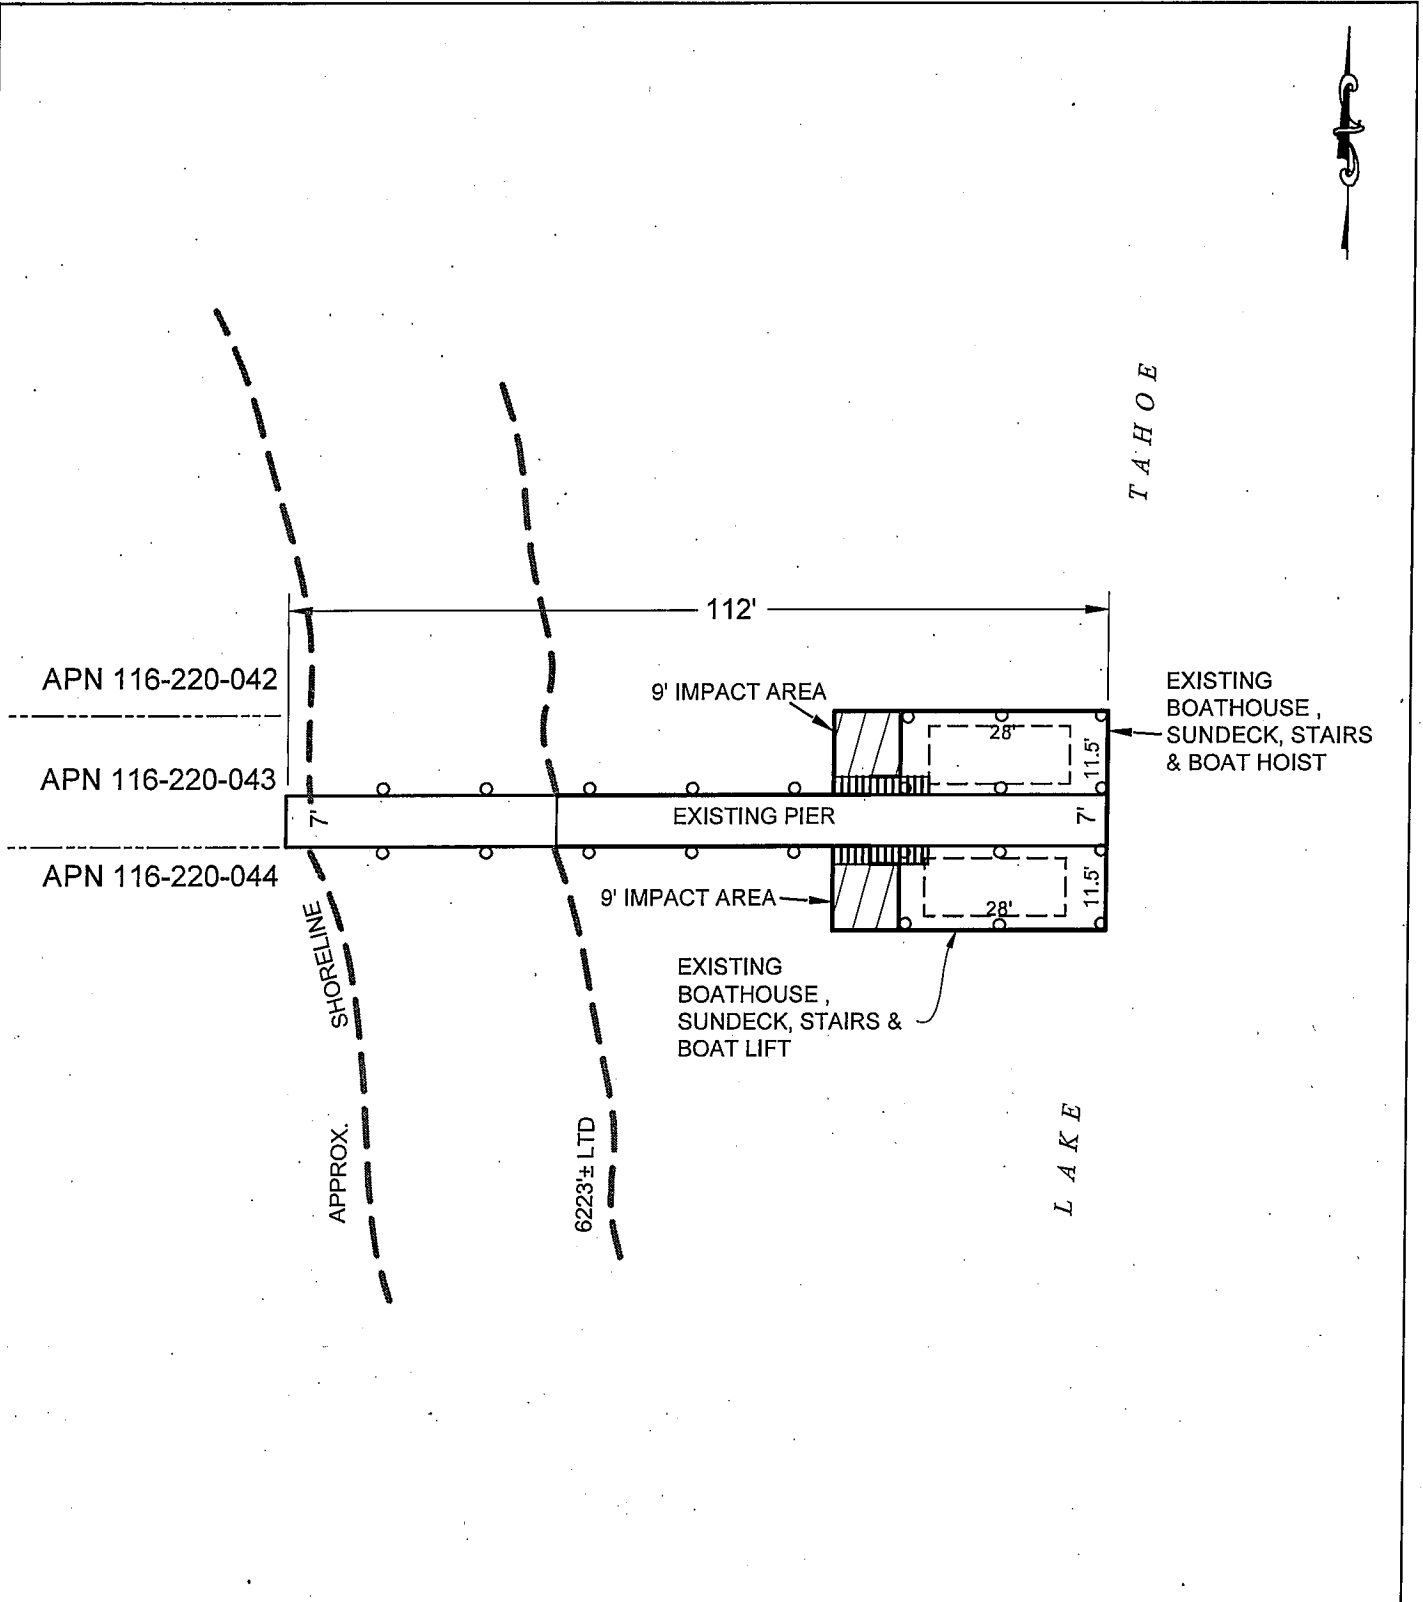 TAHOE
112'
APN 116-220-042
9' IMPACT AREA
EXISTING
BOATHOUSE ,
SUNDECK, STAIRS
& BOAT HOIST
28'
11.5'
APN 116-220-043
7'
EXISTING PIER
7'
APN 116-220-044
9' IMPACT AREA
28'
11.5'
EXISTING
BOATHOUSE ,
SUNDECK, STAIRS &
BOAT LIFT
APPROX. SHORELINE
6223'± LTD
LAKE